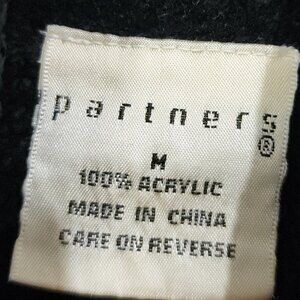 partners®
M
100% ACRYLIC
MADE IN CHINA
CARE ON REVERSE